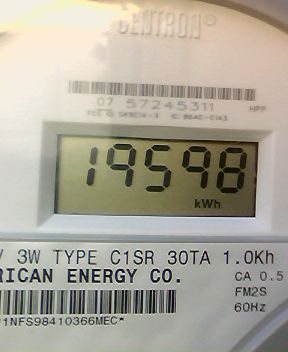 CENTRON®
07 57245311
HPP
19598
kWh
V 3W TYPE C1SR 30TA 1.0Kh
RICAN ENERGY CO.
CA 0.5
FM2S
60Hz
1NFS98410366MEC*